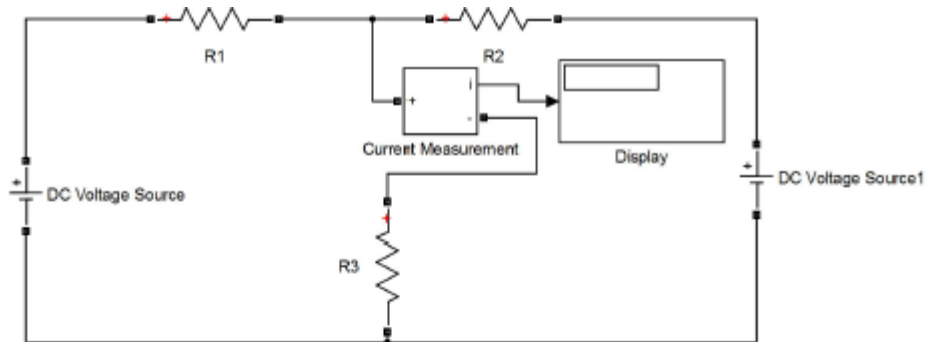 R1
R2
+
i
-
Current Measurement
Display
+
DC Voltage Source
+
DC Voltage Source1
+
+
R3
+